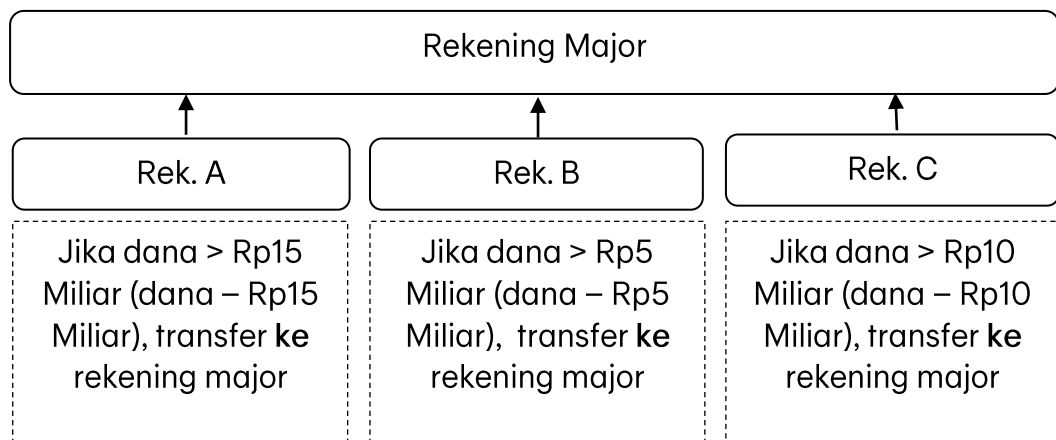 Rekening Major
Rek. A
Jika dana > Rp15
Miliar (dana – Rp15
Miliar), transfer ke
rekening major
Rek. B
Jika dana > Rp5
Miliar (dana – Rp5
Miliar),  transfer ke
rekening major
Rek. C
Jika dana > Rp10
Miliar (dana – Rp10
Miliar), transfer ke
rekening major